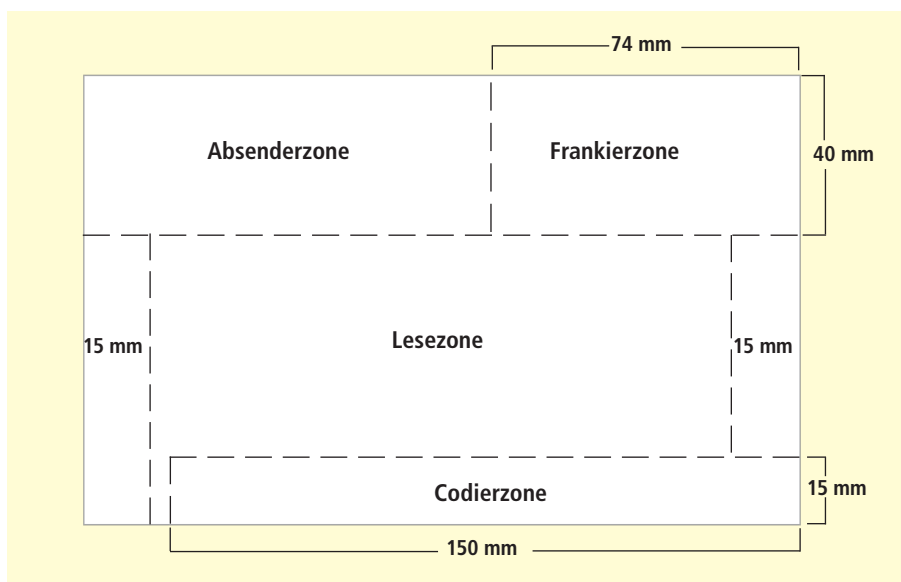 74 mm
Absenderzone
Frankierzone
40 mm
15 mm
Lesezone
15 mm
Codierzone
15 mm
150 mm